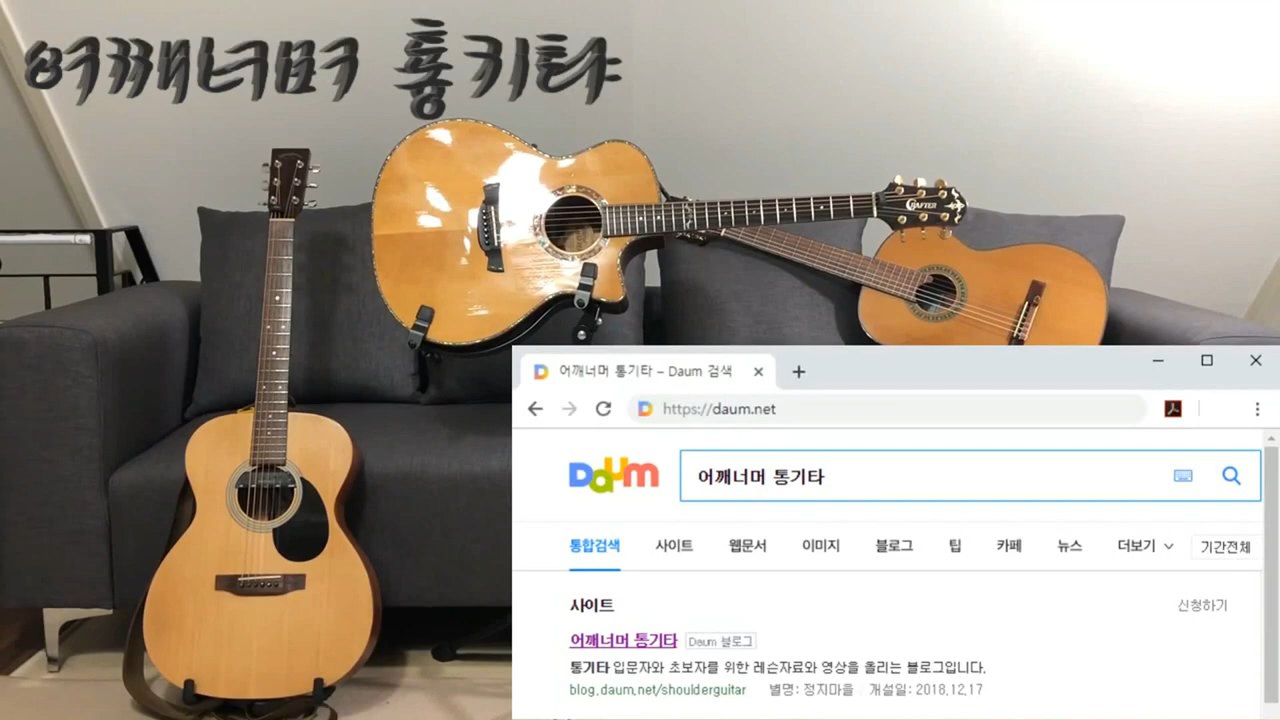 어깨너머 통기타
CRAFTER
어깨너머 통기타 – Daum 검색
https://daum.net
Daum
어깨너머 통기타
통합검색 사이트 웹문서 이미지 블로그 팁 카페 뉴스 더보기 기간전체
사이트 신청하기
어깨너머 통기타 Daum 블로그
통기타 입문자와 초보자를 위한 레슨자료와 영상을 올리는 블로그입니다.
blog.daum.net/shoulderguitar 별명: 정지마을 개설일: 2018.12.17